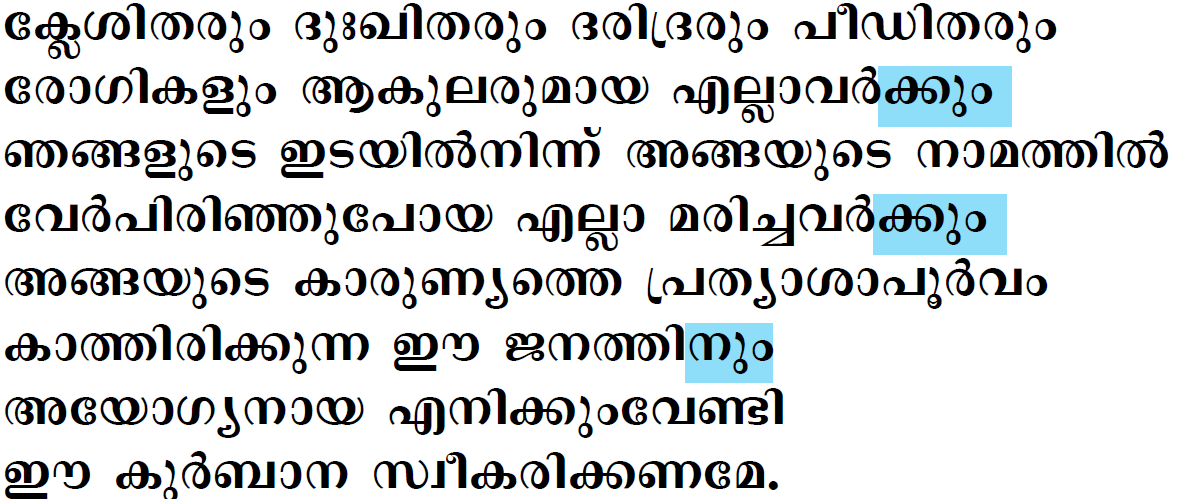 ക്ലേശിതരും ദുഃഖിതരും ദരിദ്രരും പീഡിതരും
രോഗികളും ആകുലരുമായ എല്ലാവർക്കും
ഞങ്ങളുടെ ഇടയിൽനിന്ന് അങ്ങയുടെ നാമത്തിൽ
വേർപിരിഞ്ഞുപോയ എല്ലാ മരിച്ചവർക്കും
അങ്ങയുടെ കാരുണ്യത്തെ പ്രത്യാശാപൂർവം
കാത്തിരിക്കുന്ന ഈ ജനത്തിനും
അയോഗ്യനായ എനിക്കുംവേണ്ടി
ഈ കുർബാന സ്വീകരിക്കണമേ.